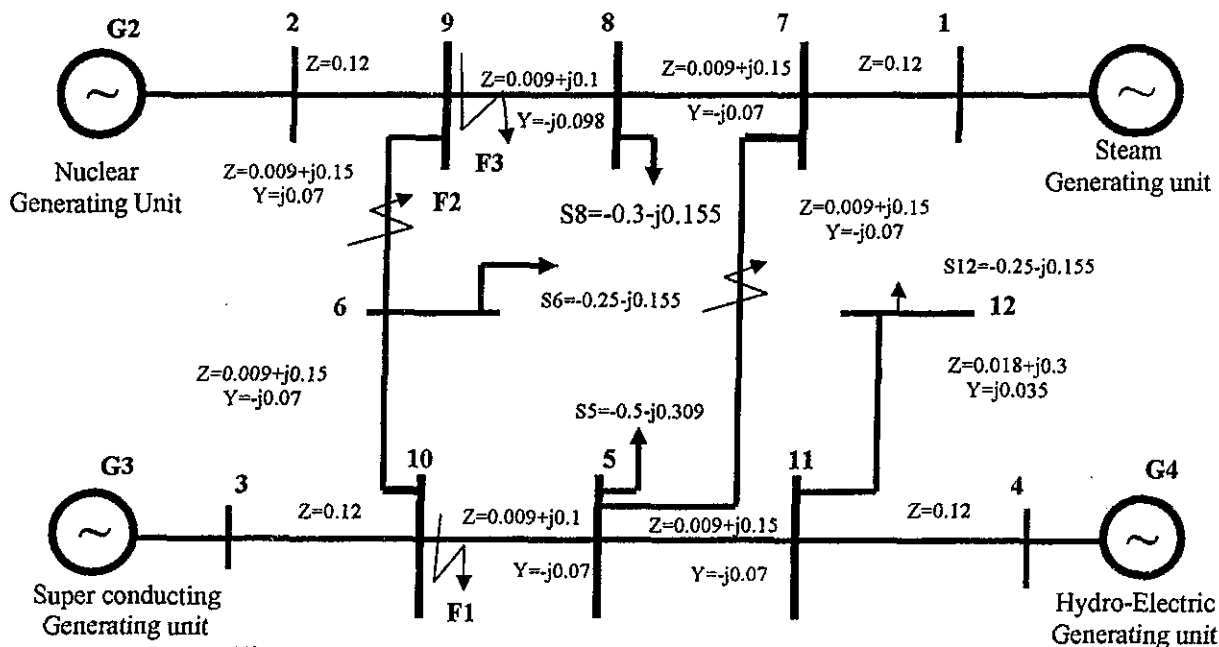 G2
2
9
8
7
1
Z=0.12
Z=0.009+j0.1
Z=0.009+j0.15
Z=0.12
Y=-j0.098
Y=-j0.07
~
~
Nuclear
Generating Unit
Z=0.009+j0.15
Y=j0.07
F3
F2
Steam
Generating unit
S8=-0.3-j0.155
Z=0.009+j0.15
Y=-j0.07
S12=-0.25-j0.155
6
S6=-0.25-j0.155
12
Z=0.009+j0.15
Y=-j0.07
Z=0.018+j0.3
Y=j0.035
S5=-0.5-j0.309
G3
3
10
5
11
4
G4
Z=0.12
Z=0.009+j0.1
Z=0.009+j0.15
Z=0.12
~
~
Y=-j0.07
Y=-j0.07
Super conducting
Generating unit
F1
Hydro-Electric
Generating unit